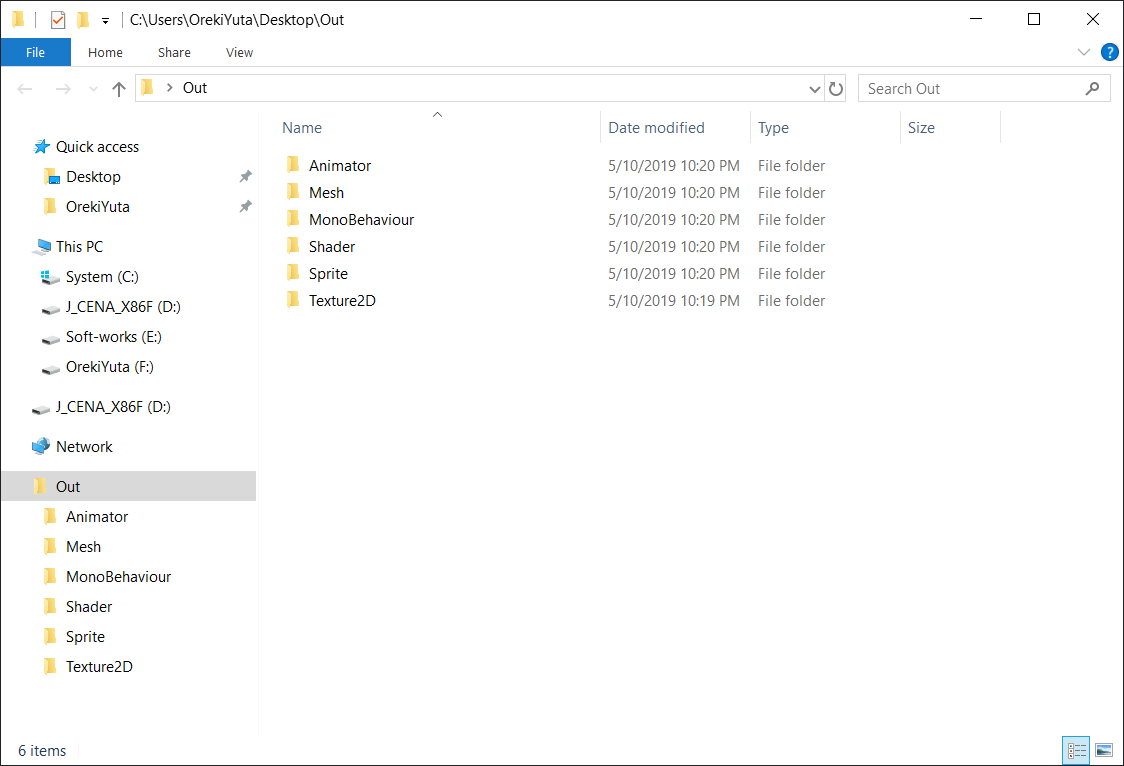 C:\Users\OrekiYuta\Desktop\Out
File Home Share View ?
Out Search Out
Name Date modified Type Size
Quick access
Desktop
OrekiYuta
This PC
System (C:)
J_CENA_X86F (D:)
Soft-works (E:)
OrekiYuta (F:)
J_CENA_X86F (D:)
Network
Out
Animator
Mesh
MonoBehaviour
Shader
Sprite
Texture2D
Animator 5/10/2019 10:20 PM File folder
Mesh 5/10/2019 10:20 PM File folder
MonoBehaviour 5/10/2019 10:20 PM File folder
Shader 5/10/2019 10:20 PM File folder
Sprite 5/10/2019 10:20 PM File folder
Texture2D 5/10/2019 10:19 PM File folder
6 items